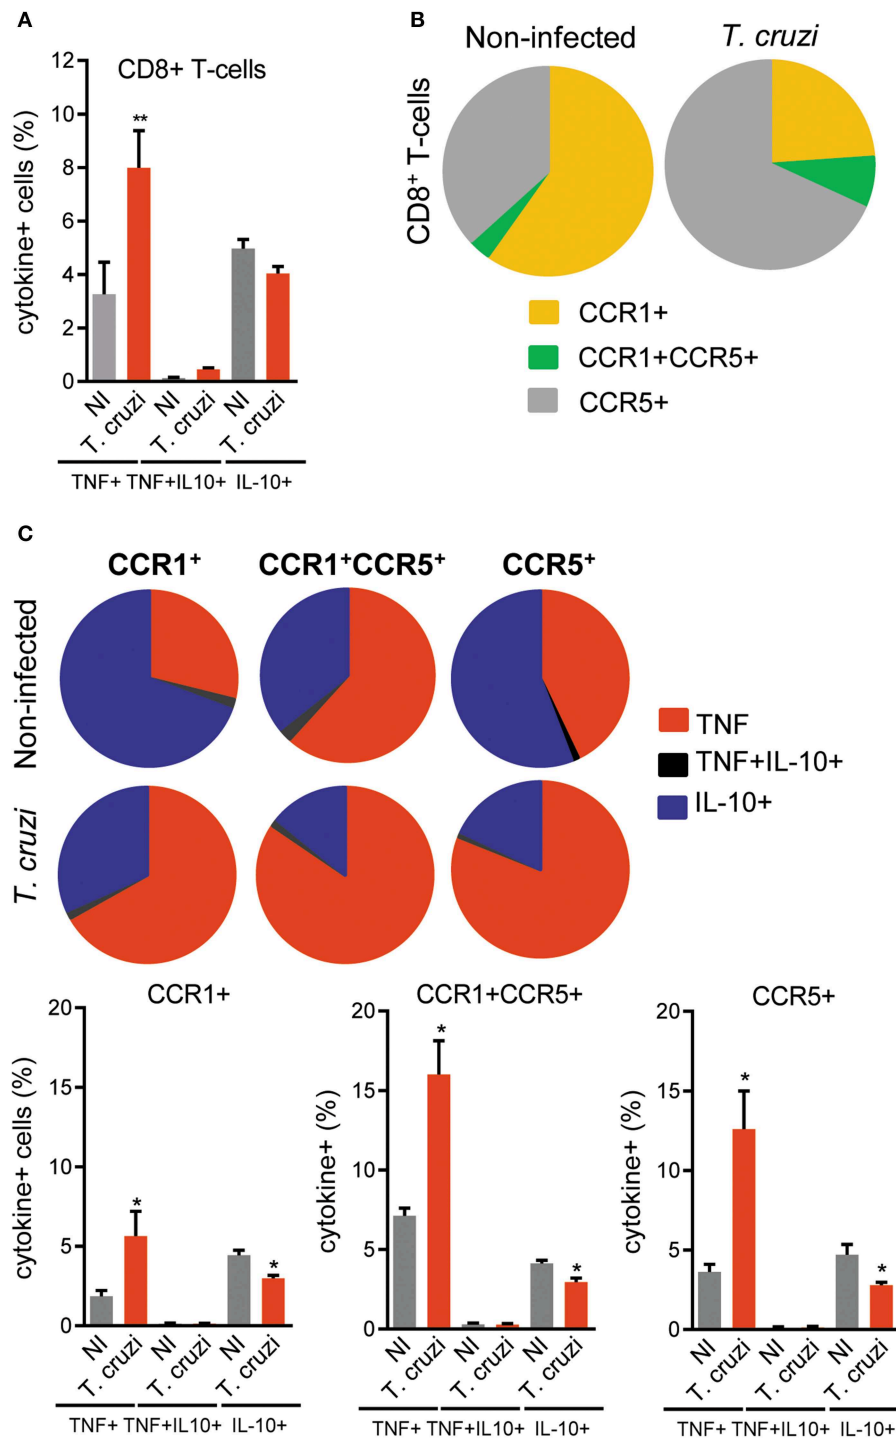 A
CD8+ T-cells
cytokine+ cells (%)
12
10
8
6
4
2
0
**
NI
T. cruzi
NI
T. cruzi
NI
T. cruzi
TNF+ TNF+IL10+ IL-10+
B
Non-infected
T. cruzi
CD8+ T-cells
CCR1+
CCR1+CCR5+
CCR5+
C
CCR1+
CCR1+CCR5+
CCR5+
Non-infected
T. cruzi
TNF
TNF+IL-10+
IL-10+
CCR1+
cytokine+ cells (%)
20
15
10
5
0
*
*
NI
T. cruzi
NI
T. cruzi
NI
T. cruzi
TNF+ TNF+IL10+ IL-10+
CCR1+CCR5+
cytokine+ (%)
20
15
10
5
0
*
*
NI
T. cruzi
NI
T. cruzi
NI
T. cruzi
TNF+ TNF+IL10+ IL-10+
CCR5+
cytokine+ (%)
20
15
10
5
0
*
*
NI
T. cruzi
NI
T. cruzi
NI
T. cruzi
TNF+ TNF+IL10+ IL-10+